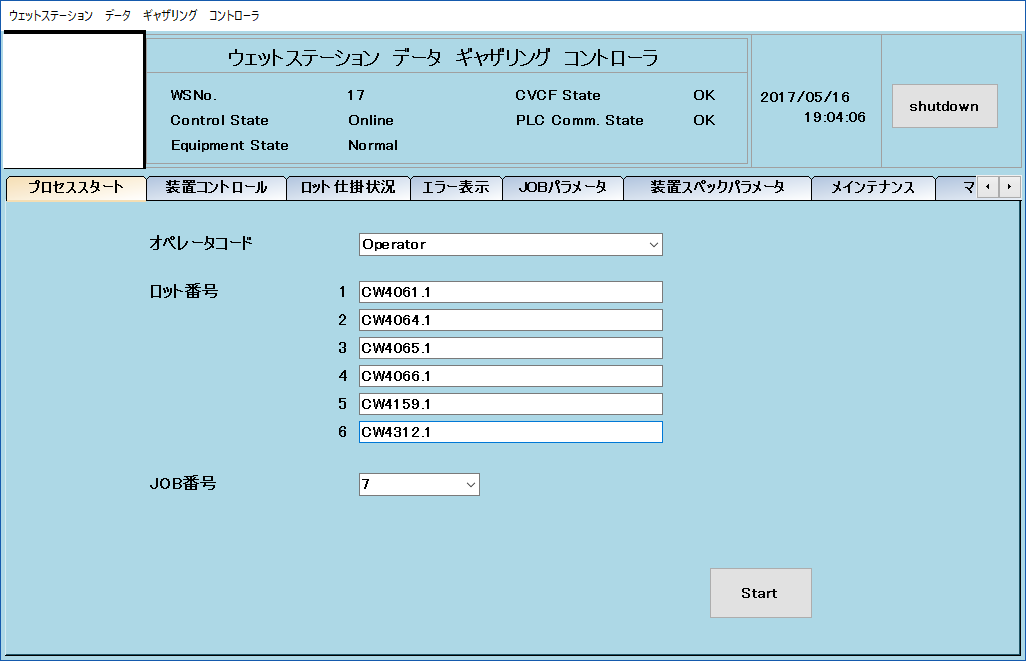 ウェットステーション データ ギャザリング コントローラ
ウェットステーション データ ギャザリング コントローラ
WSNo. 17 CVCF State OK
Control State Online PLC Comm. State OK
Equipment State Normal
2017/05/16
19:04:06
shutdown
プロセススタート 装置コントロール ロット仕掛状況 エラー表示 JOBパラメータ 装置スペックパラメータ メインテナンス マ
オペレータコード Operator
ロット番号 1 CW4061.1
2 CW4064.1
3 CW4065.1
4 CW4066.1
5 CW4159.1
6 CW4312.1
JOB番号 7
Start